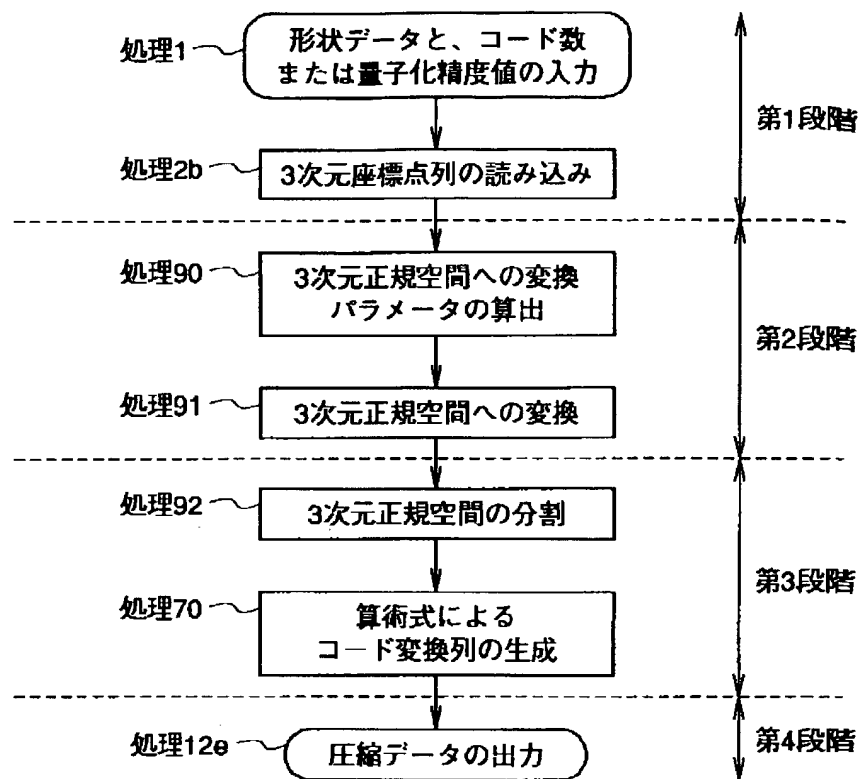 処理1
形状データと、コード数
または量子化精度値の入力
第1段階
処理2b
3次元座標点列の読み込み
処理90
3次元正規空間への変換
パラメータの算出
第2段階
処理91
3次元正規空間への変換
処理92
3次元正規空間の分割
第3段階
処理70
算術式による
コード変換列の生成
処理12e
圧縮データの出力
第4段階